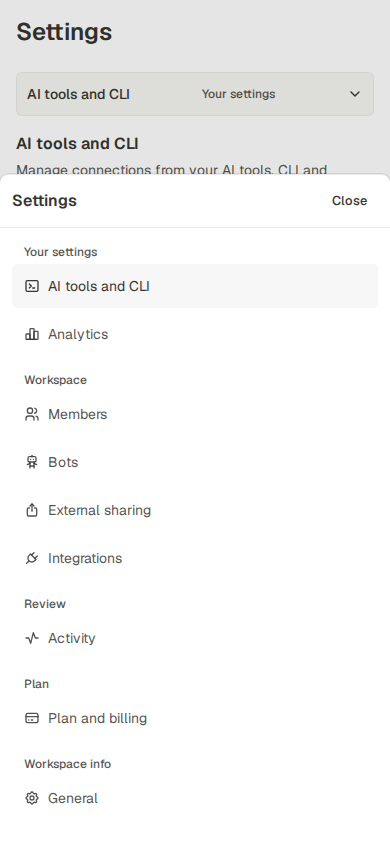 Settings
AI tools and CLI Your settings
AI tools and CLI
Manage connections from your AI tools, CLI and
Settings Close
Your settings
AI tools and CLI
Analytics
Workspace
Members
Bots
External sharing
Integrations
Review
Activity
Plan
Plan and billing
Workspace info
General